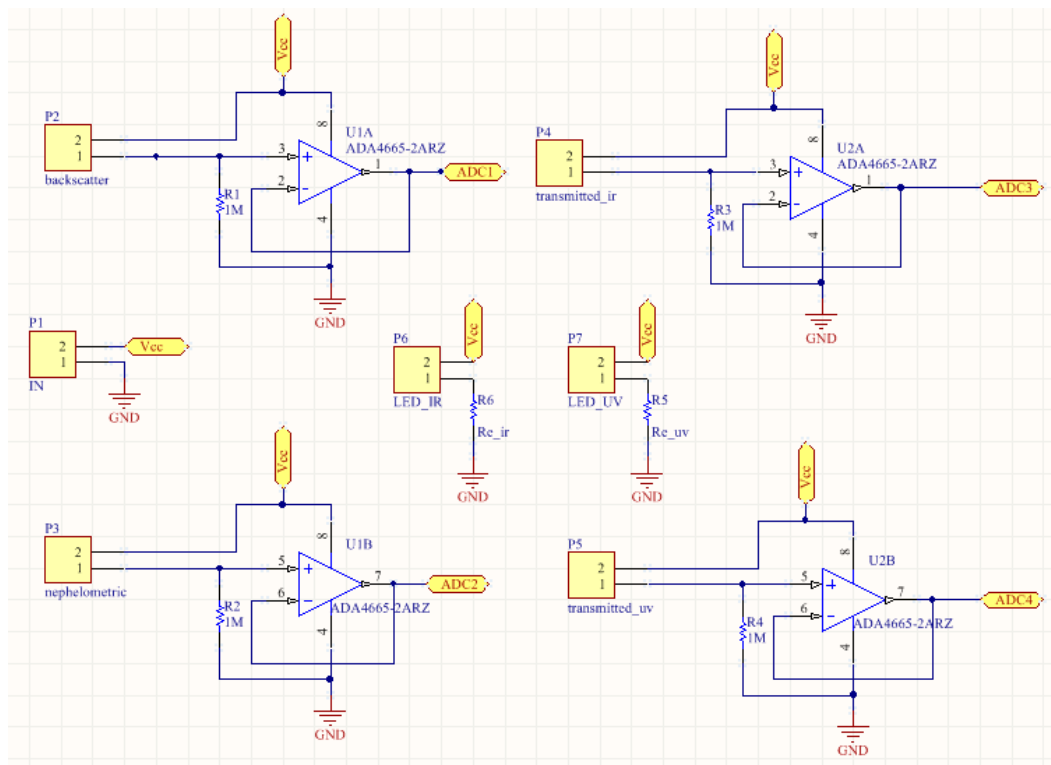 Vcc
P2
2
1
backscatter
8
3
+
2
-
U1A
ADA4665-2ARZ
1
ADC1
R1
1M
4
GND
Vcc
P4
2
1
transmitted_ir
8
3
+
2
-
U2A
ADA4665-2ARZ
1
ADC3
R3
1M
4
GND
P1
2
1
IN
Vcc
GND
P6
2
1
LED_IR
Vcc
R6
Re_ir
GND
P7
2
1
LED_UV
Vcc
R5
Re_uv
GND
Vcc
P3
2
1
nephelometric
8
5
+
6
-
U1B
7
ADA4665-2ARZ
ADC2
R2
1M
4
GND
Vcc
P5
2
1
transmitted_uv
8
5
+
6
-
U2B
7
ADA4665-2ARZ
ADC4
R4
1M
4
GND